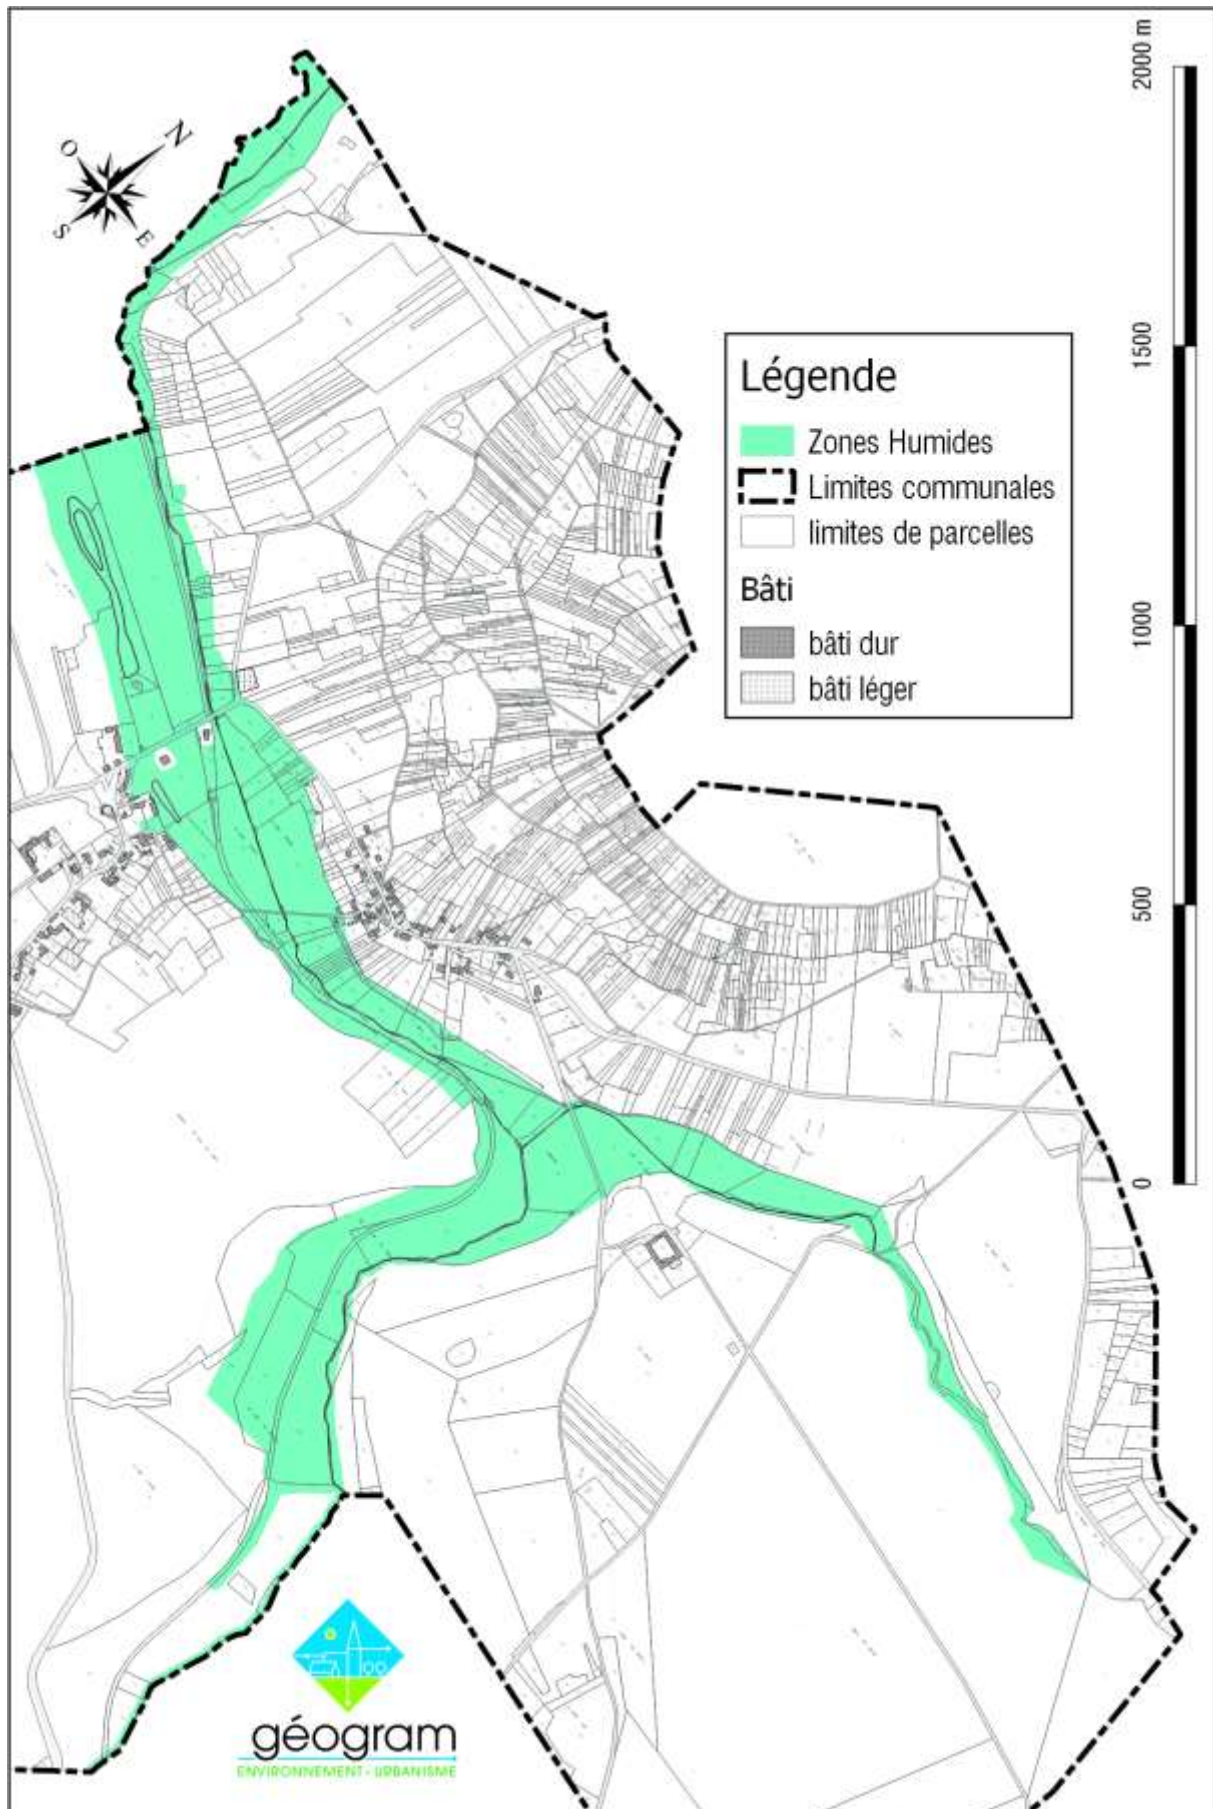 2000 m
N
O
S
E
1500
Légende
Zones Humides
Limites communales
limites de parcelles
Bâti
bâti dur
bâti léger
1000
500
0
géogram
ENVIRONNEMENT - URBANISME